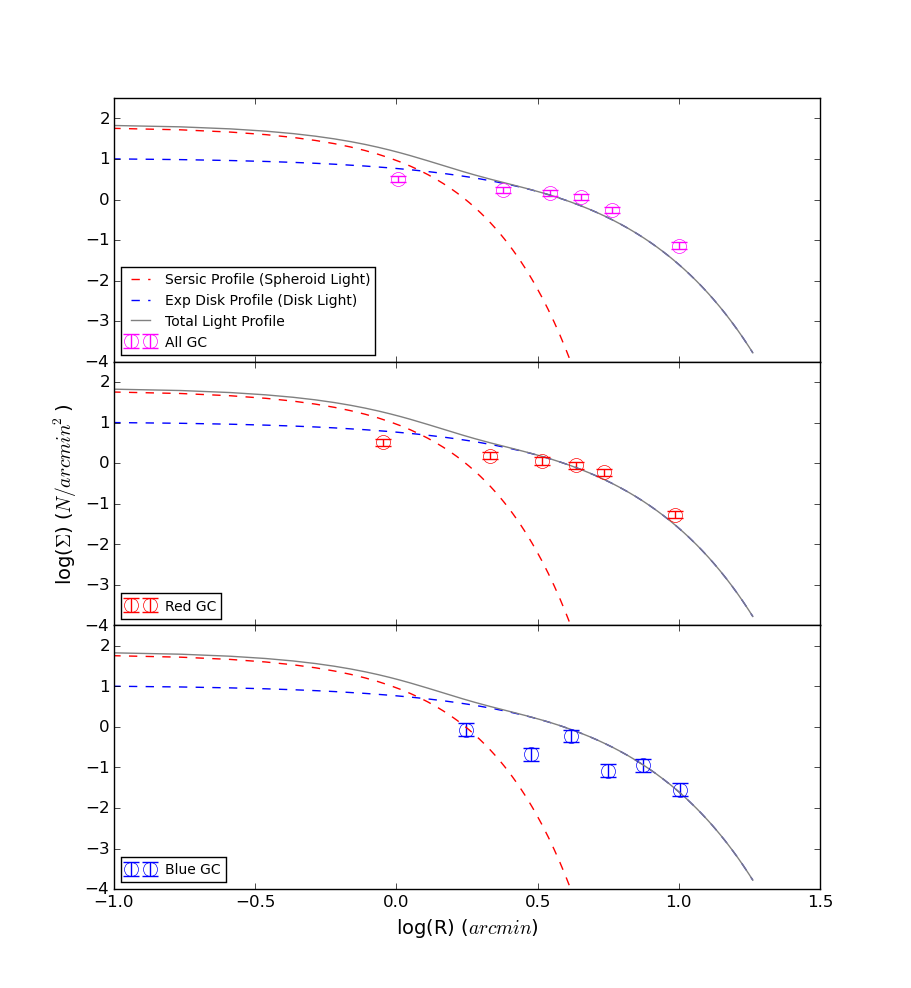 2
1
0
−1
−2
−3
−4
Sersic Profile (Spheroid Light)
Exp Disk Profile (Disk Light)
Total Light Profile
All GC
2
1
0
−1
−2
−3
−4
Red GC
log(Σ) (N/arcmin²)
2
1
0
−1
−2
−3
−4
Blue GC
−1.0 −0.5 0.0 0.5 1.0 1.5
log(R) (arcmin)